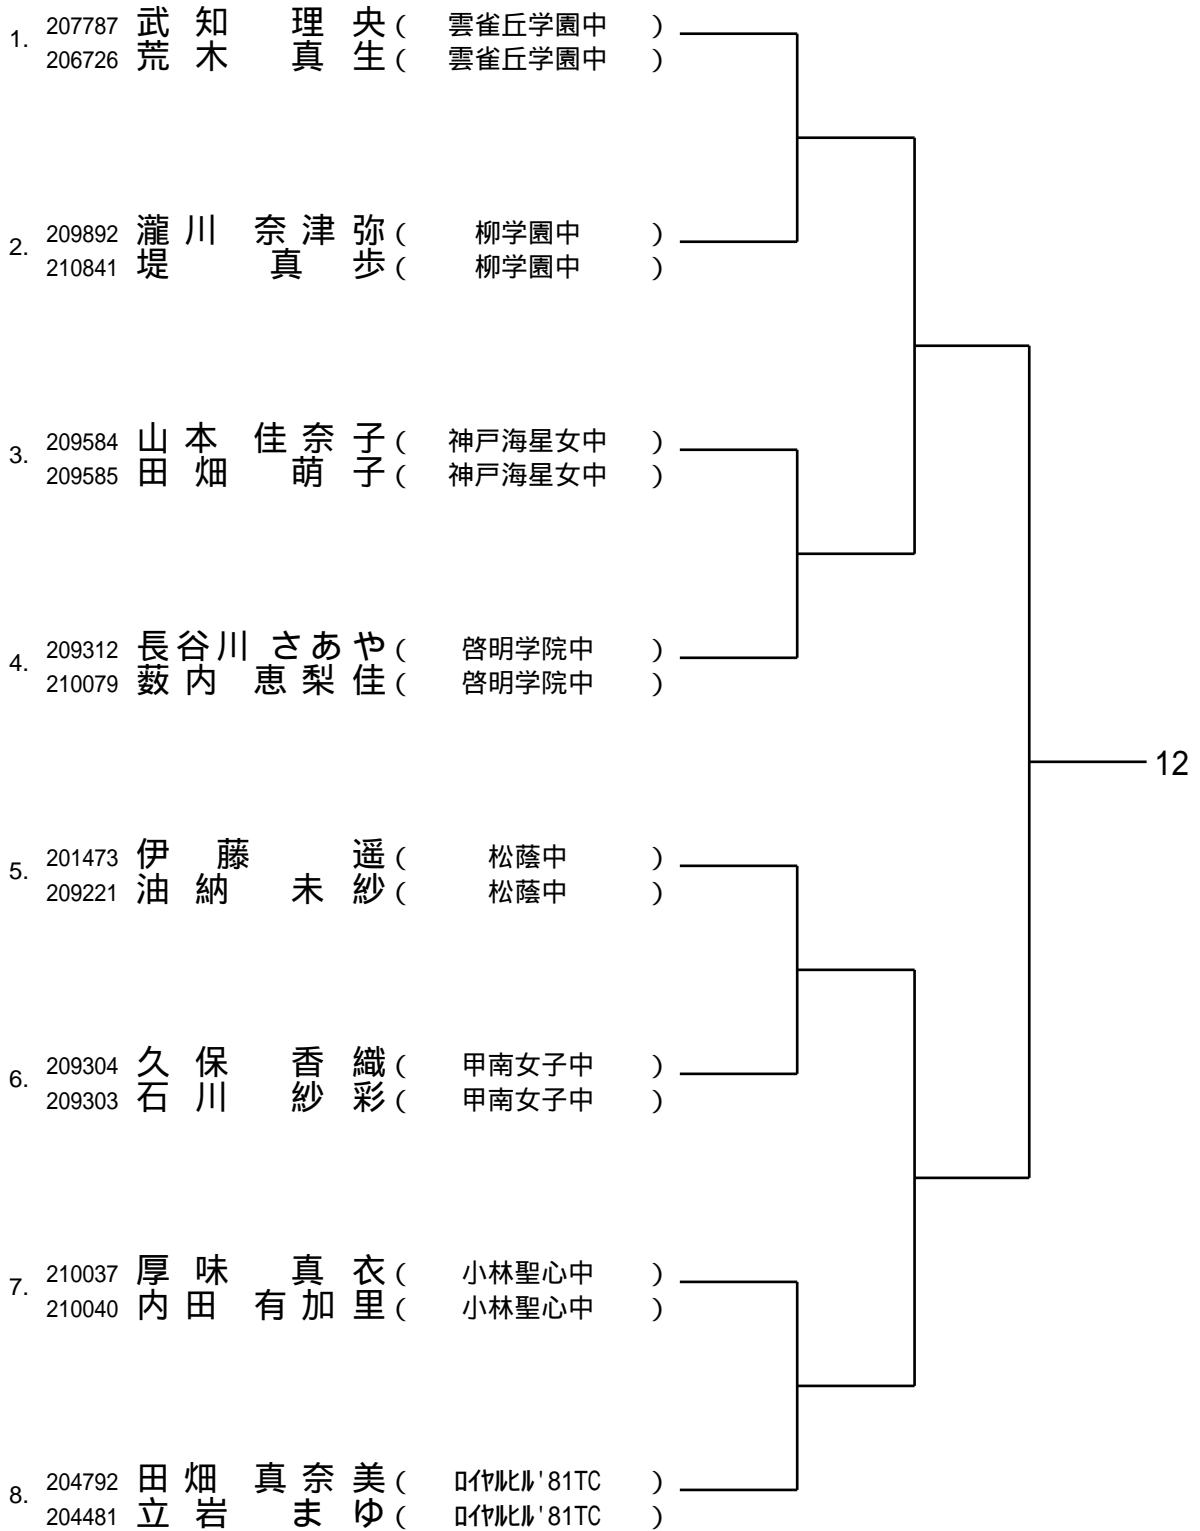 1. 207787 武知 理央 ( 雲雀丘学園中 )
206726 荒木 真生 ( 雲雀丘学園中 )
2. 209892 瀧川 奈津弥 ( 柳学園中 )
210841 堤 真歩 ( 柳学園中 )
3. 209584 山本 佳奈子 ( 神戸海星女中 )
209585 田畑 萌子 ( 神戸海星女中 )
4. 209312 長谷川 さあや ( 啓明学院中 )
210079 薮内 恵梨佳 ( 啓明学院中 )
12
5. 201473 伊藤 遥 ( 松蔭中 )
209221 油納 未紗 ( 松蔭中 )
6. 209304 久保 香織 ( 甲南女子中 )
209303 石川 紗彩 ( 甲南女子中 )
7. 210037 厚味 真衣 ( 小林聖心中 )
210040 内田 有加里 ( 小林聖心中 )
8. 204792 田畑 真奈美 ( ﾛｲﾔﾙﾋﾙ'81TC )
204481 立岩 まゆ ( ﾛｲﾔﾙﾋﾙ'81TC )